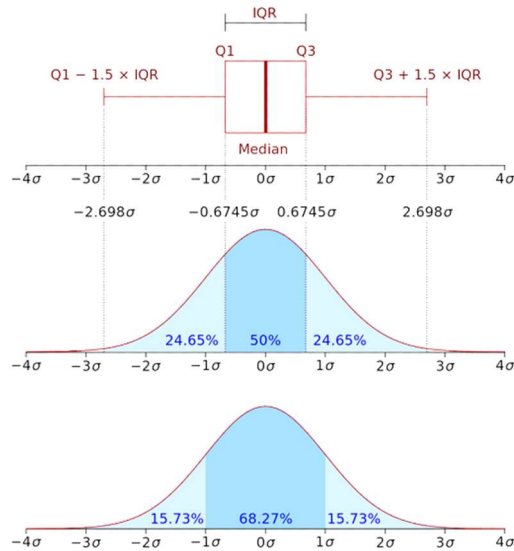 IQR
Q1 Q3
Q1 − 1.5 × IQR Q3 + 1.5 × IQR
Median
−4σ −3σ −2σ −1σ 0σ 1σ 2σ 3σ 4σ
−2.698σ −0.6745σ 0.6745σ 2.698σ
24.65% 50% 24.65%
−4σ −3σ −2σ −1σ 0σ 1σ 2σ 3σ 4σ
15.73% 68.27% 15.73%
−4σ −3σ −2σ −1σ 0σ 1σ 2σ 3σ 4σ